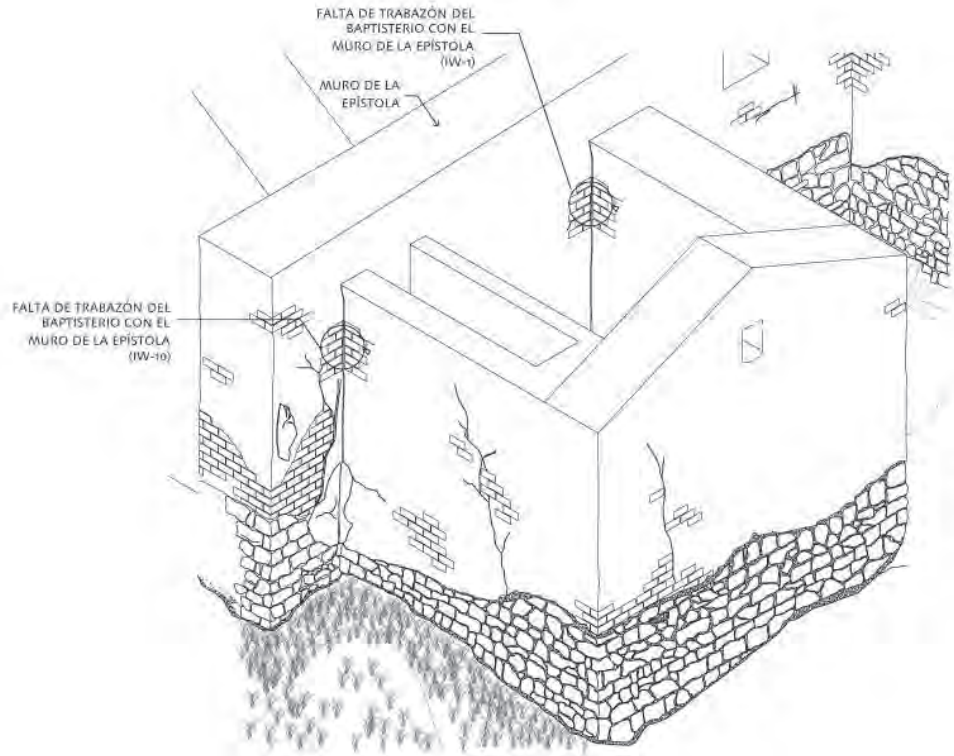 FALTA DE TRABAZÓN DEL
BAPTISTERIO CON EL
MURO DE LA EPÍSTOLA
(IW-1)
MURO DE LA
EPÍSTOLA
FALTA DE TRABAZÓN DEL
BAPTISTERIO CON EL
MURO DE LA EPÍSTOLA
(IW-10)